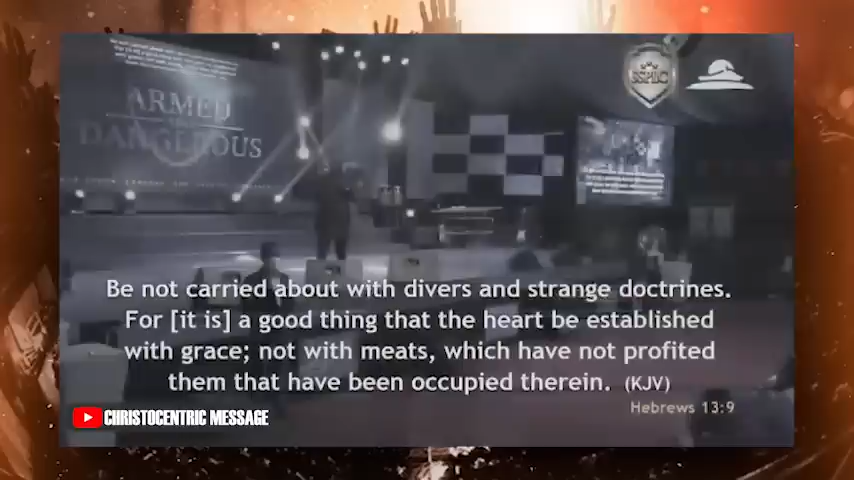 ARMED
DANGEROUS
SSPLC
Be not carried about with divers and strange doctrines.
For [it is] a good thing that the heart be established
with grace; not with meats, which have not profited
them that have been occupied therein. (KJV)
Hebrews 13:9
CHRISTOCENTRIC MESSAGE